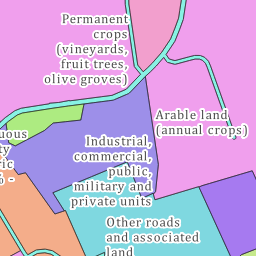 Permanent
crops
(vineyards,
fruit trees,
olive groves)
Arable land
(annual crops)
Industrial,
commercial,
public,
military and
private units
Other roads
and associated
land